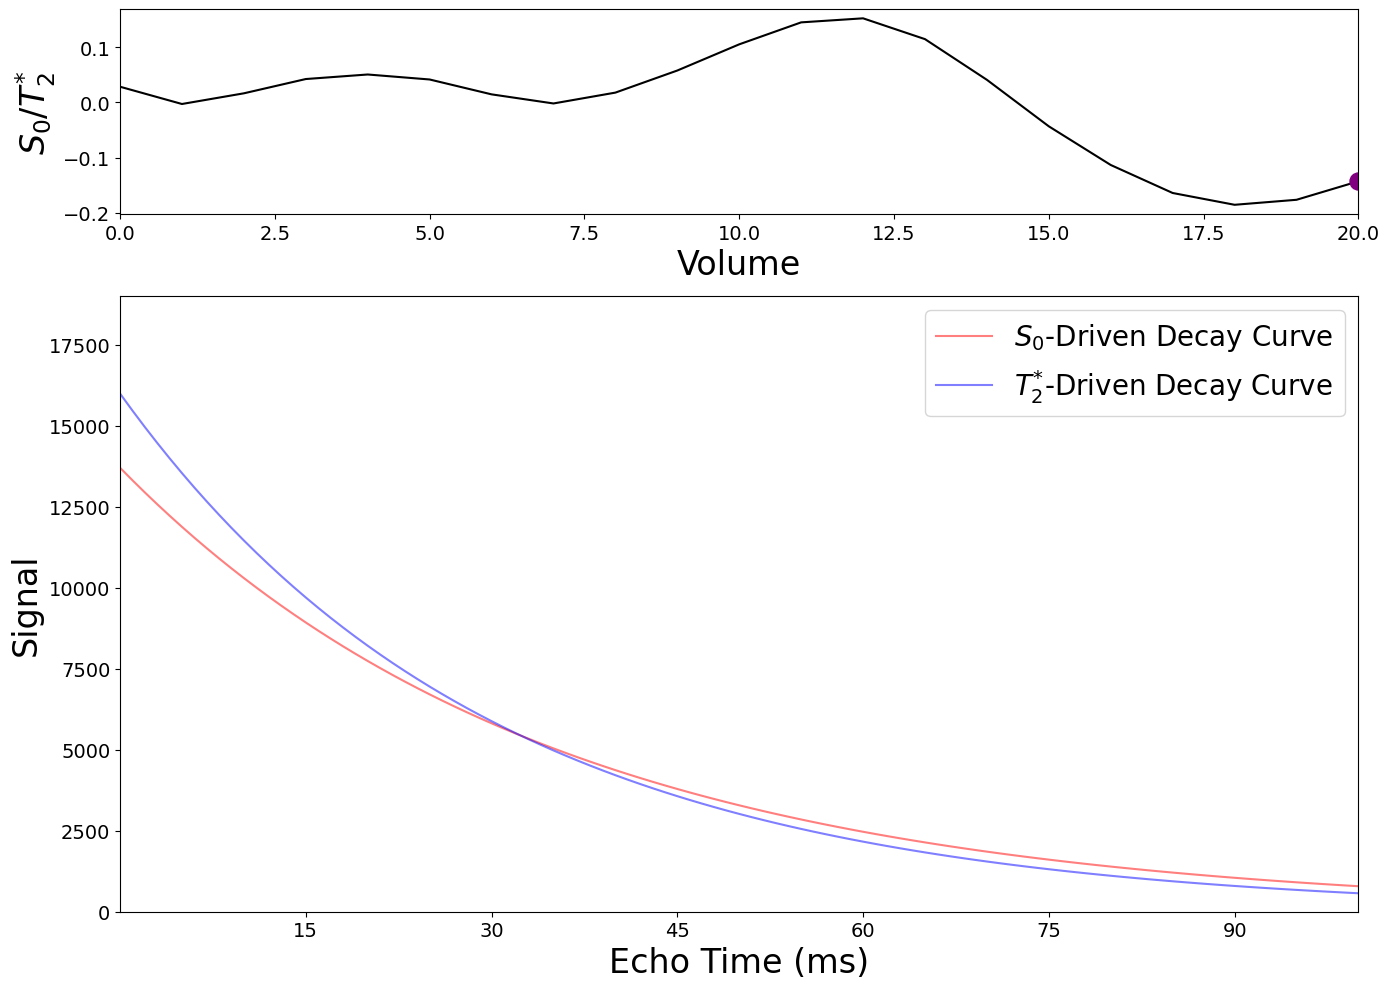 0.1
0.0
−0.1
−0.2
S₀/T₂*
0.0 2.5 5.0 7.5 10.0 12.5 15.0 17.5 20.0
Volume
S₀-Driven Decay Curve
T₂*-Driven Decay Curve
17500
15000
12500
10000
7500
5000
2500
0
Signal
15 30 45 60 75 90
Echo Time (ms)